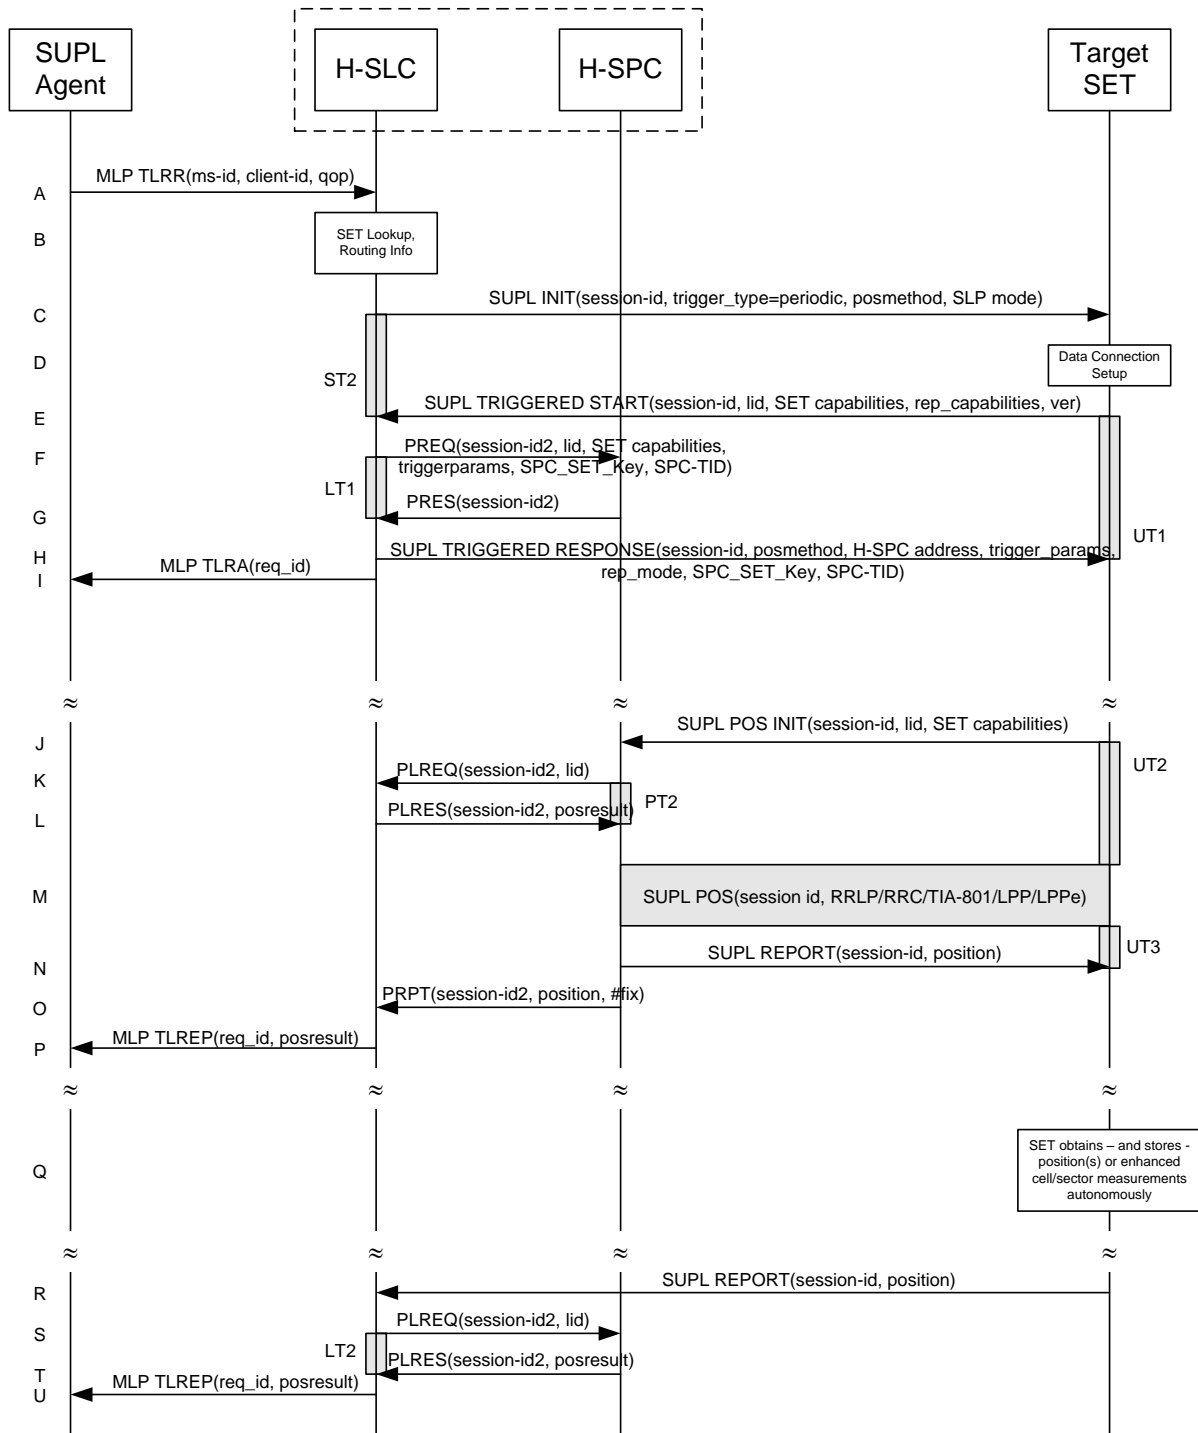 SUPL
Agent
H-SLC
H-SPC
Target
SET
A
MLP TLRR(ms-id, client-id, qop)
B
SET Lookup,
Routing Info
C
SUPL INIT(session-id, trigger_type=periodic, posmethod, SLP mode)
D
Data Connection
Setup
ST2
E
SUPL TRIGGERED START(session-id, lid, SET capabilities, rep_capabilities, ver)
F
PREQ(session-id2, lid, SET capabilities,
triggerparams, SPC_SET_Key, SPC-TID)
LT1
G
PRES(session-id2)
UT1
H
SUPL TRIGGERED RESPONSE(session-id, posmethod, H-SPC address, trigger_params,
rep_mode, SPC_SET_Key, SPC-TID)
I
MLP TLRA(req_id)
≈ ≈ ≈ ≈
J
SUPL POS INIT(session-id, lid, SET capabilities)
UT2
K
PLREQ(session-id2, lid)
PT2
L
PLRES(session-id2, posresult)
M
SUPL POS(session id, RRLP/RRC/TIA-801/LPP/LPPe)
UT3
N
SUPL REPORT(session-id, position)
O
PRPT(session-id2, position, #fix)
P
MLP TLREP(req_id, posresult)
≈ ≈ ≈ ≈
Q
SET obtains – and stores -
position(s) or enhanced
cell/sector measurements
autonomously
≈ ≈ ≈ ≈
R
SUPL REPORT(session-id, position)
S
PLREQ(session-id2, lid)
LT2
T
PLRES(session-id2, posresult)
U
MLP TLREP(req_id, posresult)